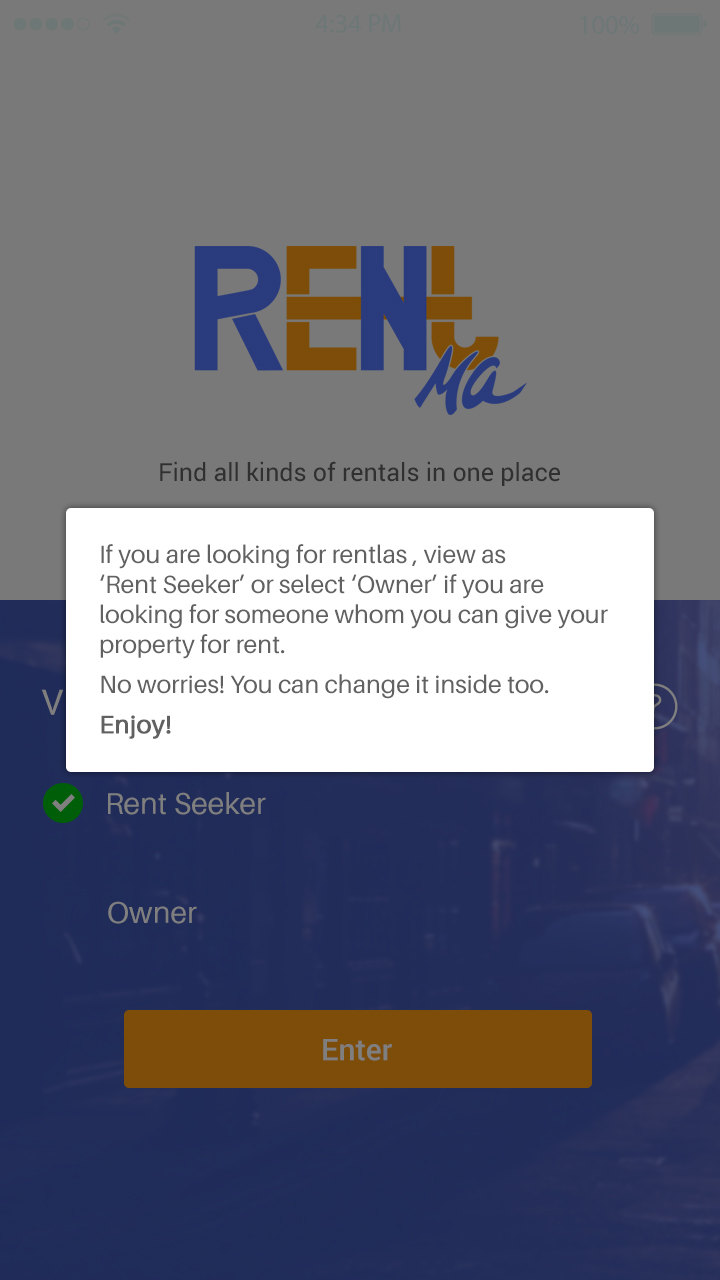 4:34 PM 100%
RENt
Ma
Find all kinds of rentals in one place
If you are looking for rentlas , view as
‘Rent Seeker’ or select ‘Owner’ if you are
looking for someone whom you can give your
property for rent.
No worries! You can change it inside too.
Enjoy!
V ?
Rent Seeker
Owner
Enter